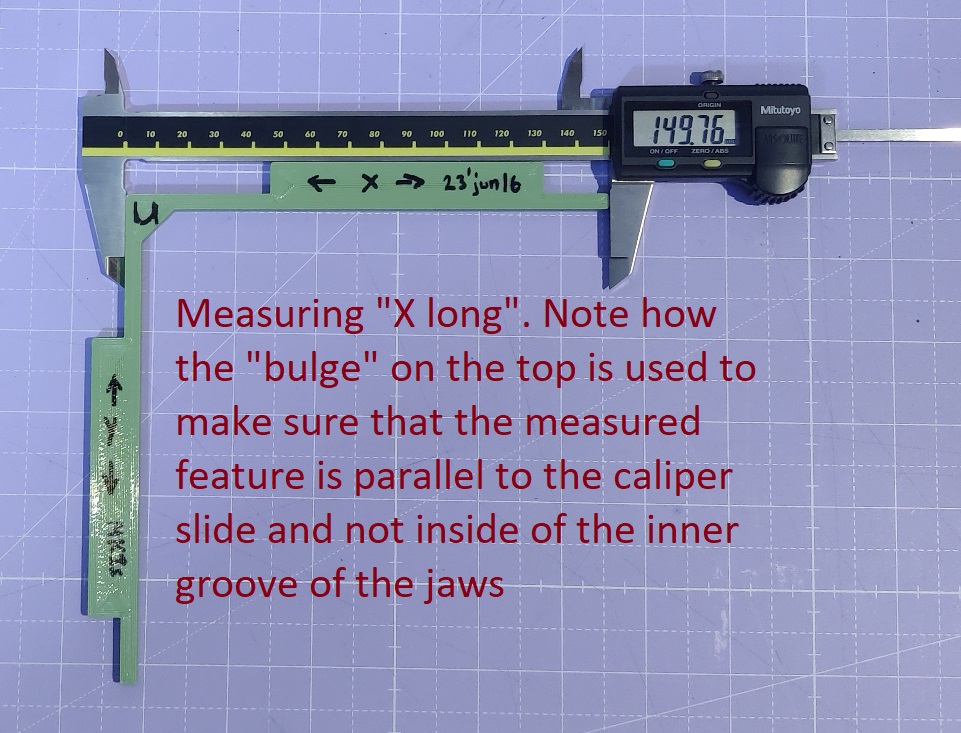 ORIGIN
Mitutoyo
0 10 20 30 40 50 60 70 80 90 100 110 120 130 140 150
149.76 mm
ABSOLUTE
ON / OFF ZERO / ABS
← X → 23'jun16
U
Measuring "X long". Note how
the "bulge" on the top is used to
make sure that the measured
feature is parallel to the caliper
slide and not inside of the inner
groove of the jaws
← Y →